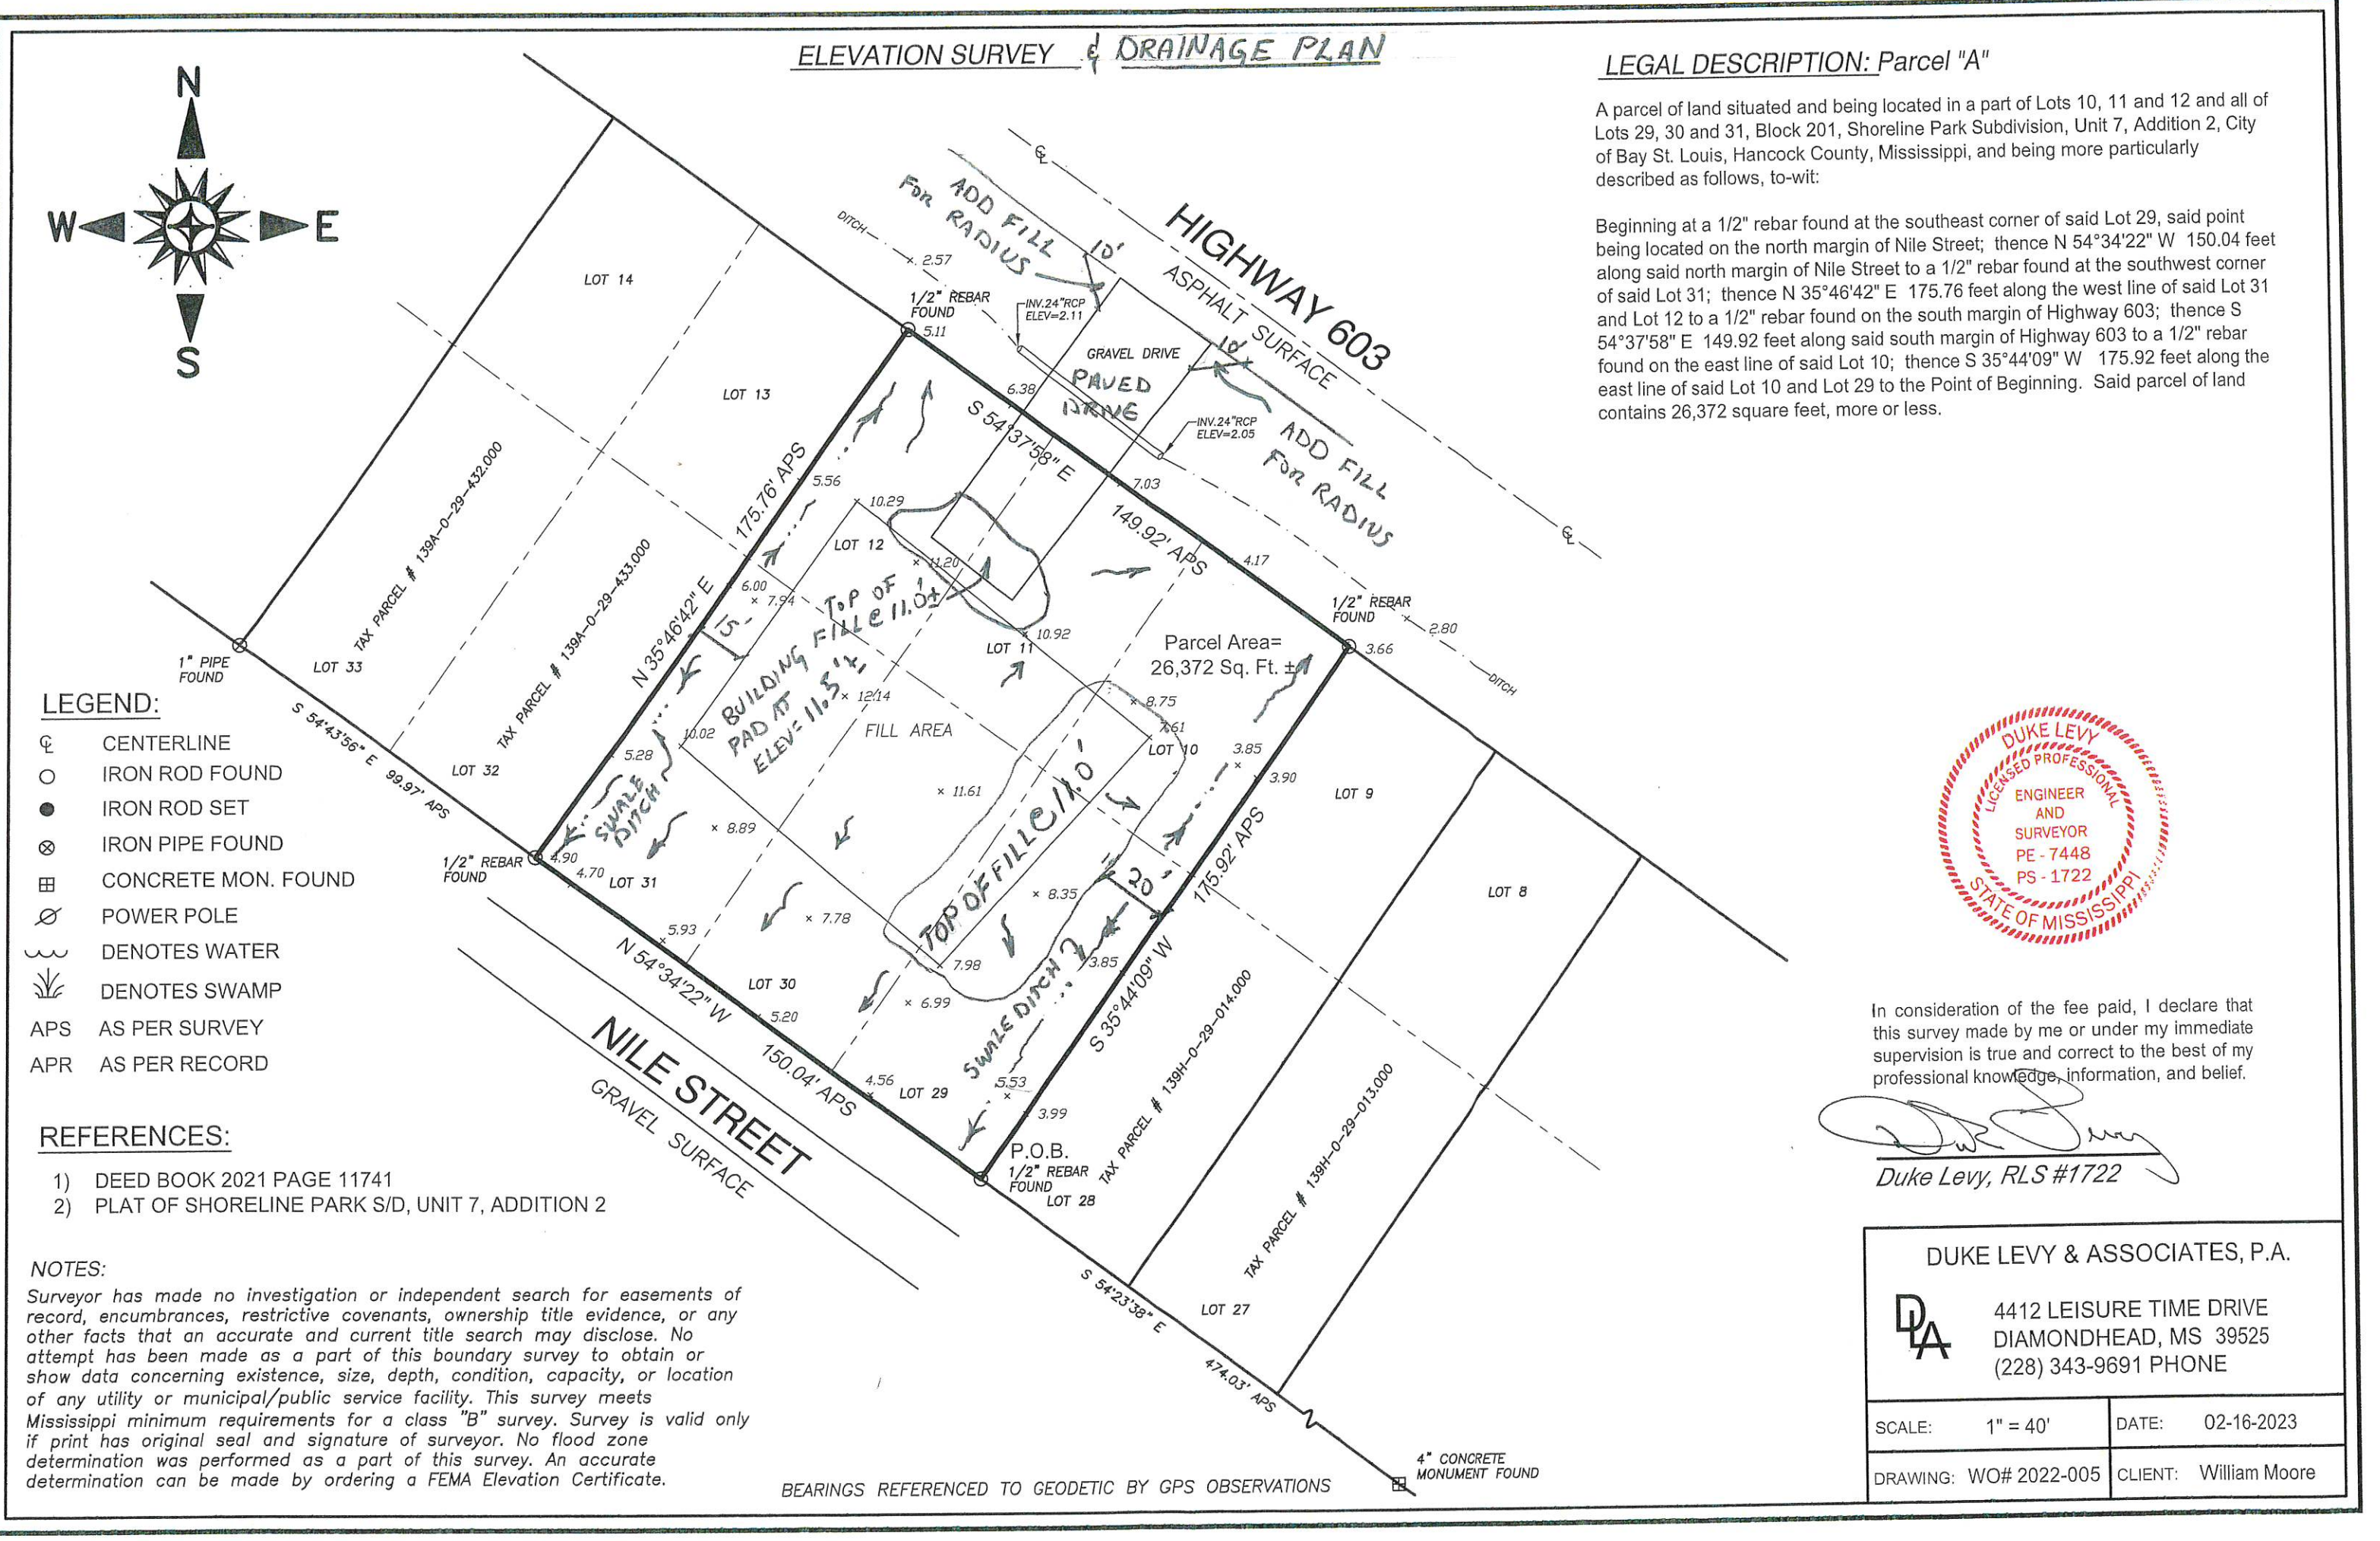 ELEVATION SURVEY & DRAINAGE PLAN
LEGAL DESCRIPTION: Parcel "A"
A parcel of land situated and being located in a part of Lots 10, 11 and 12 and all of
Lots 29, 30 and 31, Block 201, Shoreline Park Subdivision, Unit 7, Addition 2, City
of Bay St. Louis, Hancock County, Mississippi, and being more particularly
described as follows, to-wit:
Beginning at a 1/2" rebar found at the southeast corner of said Lot 29, said point
being located on the north margin of Nile Street; thence N 54°34'22" W 150.04 feet
along said north margin of Nile Street to a 1/2" rebar found at the southwest corner
of said Lot 31; thence N 35°46'42" E 175.76 feet along the west line of said Lot 31
and Lot 12 to a 1/2" rebar found on the south margin of Highway 603; thence S
54°37'58" E 149.92 feet along said south margin of Highway 603 to a 1/2" rebar
found on the east line of said Lot 10; thence S 35°44'09" W 175.92 feet along the
east line of said Lot 10 and Lot 29 to the Point of Beginning. Said parcel of land
contains 26,372 square feet, more or less.
N
W
E
S
ADD FILL
FOR RADIUS
10'
HIGHWAY 603
ASPHALT SURFACE
℄
℄
DITCH
2.57
1/2" REBAR
FOUND
5.11
INV.24"RCP
ELEV=2.11
GRAVEL DRIVE
PAVED
DRIVE
10'
INV.24"RCP
ELEV=2.05
ADD FILL
FOR RADIUS
LOT 14
LOT 13
6.38
S 54°37'58" E
7.03
149.92' APS
4.17
1/2" REBAR
FOUND
2.80
3.66
DITCH
175.76' APS
N 35°46'42" E
5.56
10.29
LOT 12
11.20
6.00
7.94
15'
TOP OF
FILL @ 11.0'±
10.92
LOT 11
Parcel Area=
26,372 Sq. Ft. ±
BUILDING
PAD AT
ELEV= 11.5'±
12.14
FILL AREA
8.75
7.61
LOT 10
3.85
3.90
10.02
5.28
SWALE
DITCH
11.61
8.89
TOP OF FILL @ 11.0'
20'
175.92' APS
S 35°44'09" W
8.35
7.78
7.98
6.99
3.85
SWALE DITCH
5.53
3.99
4.90
4.70
LOT 31
5.93
LOT 30
5.20
4.56
LOT 29
1/2" REBAR
FOUND
N 54°34'22" W
150.04' APS
NILE STREET
GRAVEL SURFACE
P.O.B.
1/2" REBAR
FOUND
LOT 28
LOT 27
LOT 9
LOT 8
TAX PARCEL # 139A-0-29-432.000
TAX PARCEL # 139A-0-29-433.000
TAX PARCEL # 139H-0-29-014.000
TAX PARCEL # 139H-0-29-013.000
1" PIPE
FOUND
LOT 33
LOT 32
S 54°43'56" E 99.97' APS
S 54°23'38" E
474.03' APS
4" CONCRETE
MONUMENT FOUND
LEGEND:
℄ CENTERLINE
IRON ROD FOUND
IRON ROD SET
IRON PIPE FOUND
CONCRETE MON. FOUND
POWER POLE
DENOTES WATER
DENOTES SWAMP
APS AS PER SURVEY
APR AS PER RECORD
REFERENCES:
1) DEED BOOK 2021 PAGE 11741
2) PLAT OF SHORELINE PARK S/D, UNIT 7, ADDITION 2
NOTES:
Surveyor has made no investigation or independent search for easements of
record, encumbrances, restrictive covenants, ownership title evidence, or any
other facts that an accurate and current title search may disclose. No
attempt has been made as a part of this boundary survey to obtain or
show data concerning existence, size, depth, condition, capacity, or location
of any utility or municipal/public service facility. This survey meets
Mississippi minimum requirements for a class "B" survey. Survey is valid only
if print has original seal and signature of surveyor. No flood zone
determination was performed as a part of this survey. An accurate
determination can be made by ordering a FEMA Elevation Certificate.
BEARINGS REFERENCED TO GEODETIC BY GPS OBSERVATIONS
DUKE LEVY
LICENSED PROFESSIONAL
ENGINEER
AND
SURVEYOR
PE - 7448
PS - 1722
STATE OF MISSISSIPPI
In consideration of the fee paid, I declare that
this survey made by me or under my immediate
supervision is true and correct to the best of my
professional knowledge, information, and belief.
Duke Levy
Duke Levy, RLS #1722
DUKE LEVY & ASSOCIATES, P.A.
DLA
4412 LEISURE TIME DRIVE
DIAMONDHEAD, MS 39525
(228) 343-9691 PHONE
SCALE: 1" = 40'
DATE: 02-16-2023
DRAWING: WO# 2022-005
CLIENT: William Moore